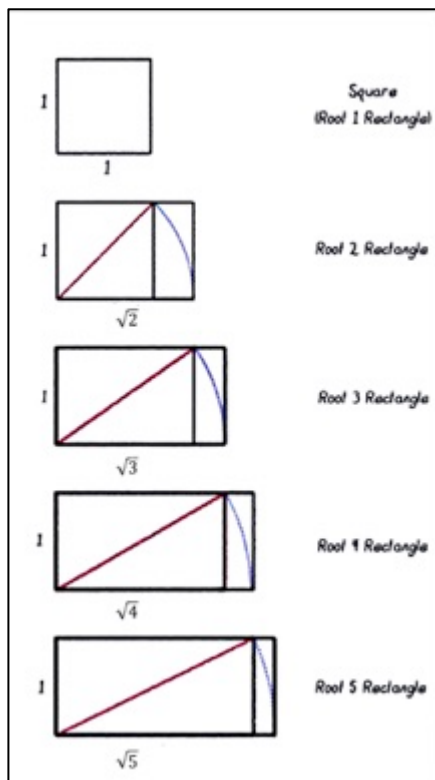 1
Square
(Root 1 Rectangle)
1
1
Root 2 Rectangle
√2
1
Root 3 Rectangle
√3
1
Root 4 Rectangle
√4
1
Root 5 Rectangle
√5